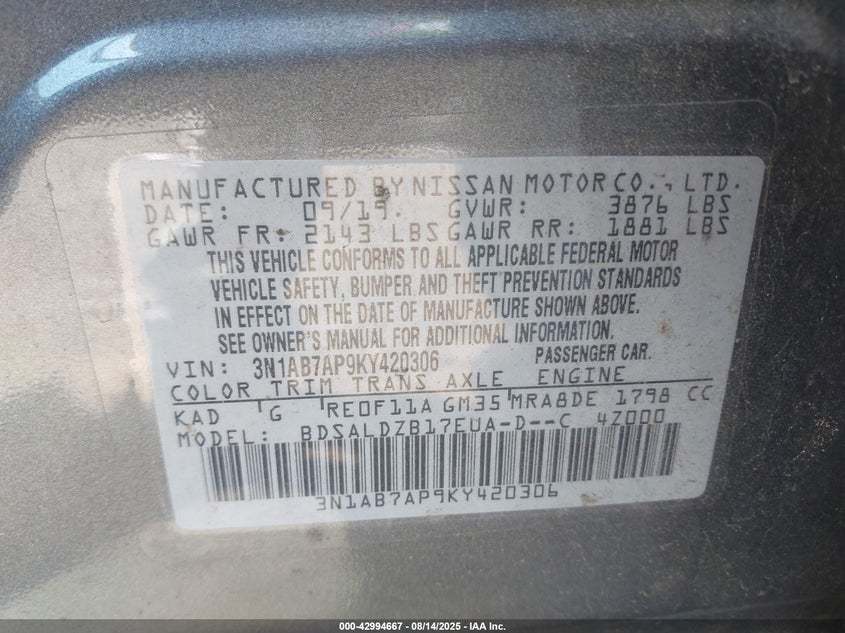 MANUFACTURED BY NISSAN MOTOR CO., LTD.
DATE: 09/19. GVWR: 3876 LBS
GAWR FR: 2143 LBS GAWR RR: 1881 LBS
THIS VEHICLE CONFORMS TO ALL APPLICABLE FEDERAL MOTOR
VEHICLE SAFETY, BUMPER AND THEFT PREVENTION STANDARDS
IN EFFECT ON THE DATE OF MANUFACTURE SHOWN ABOVE.
SEE OWNER'S MANUAL FOR ADDITIONAL INFORMATION.
VIN: 3N1AB7AP9KY420306 PASSENGER CAR.
COLOR TRIM TRANS AXLE ENGINE
KAD G RE0F11A GM35 MRA8DE 1798 CC
MODEL: BDSALDZB17EUA-D--C 4Z000
3N1AB7AP9KY420306
000-42994667 - 08/14/2025 - IAA Inc.